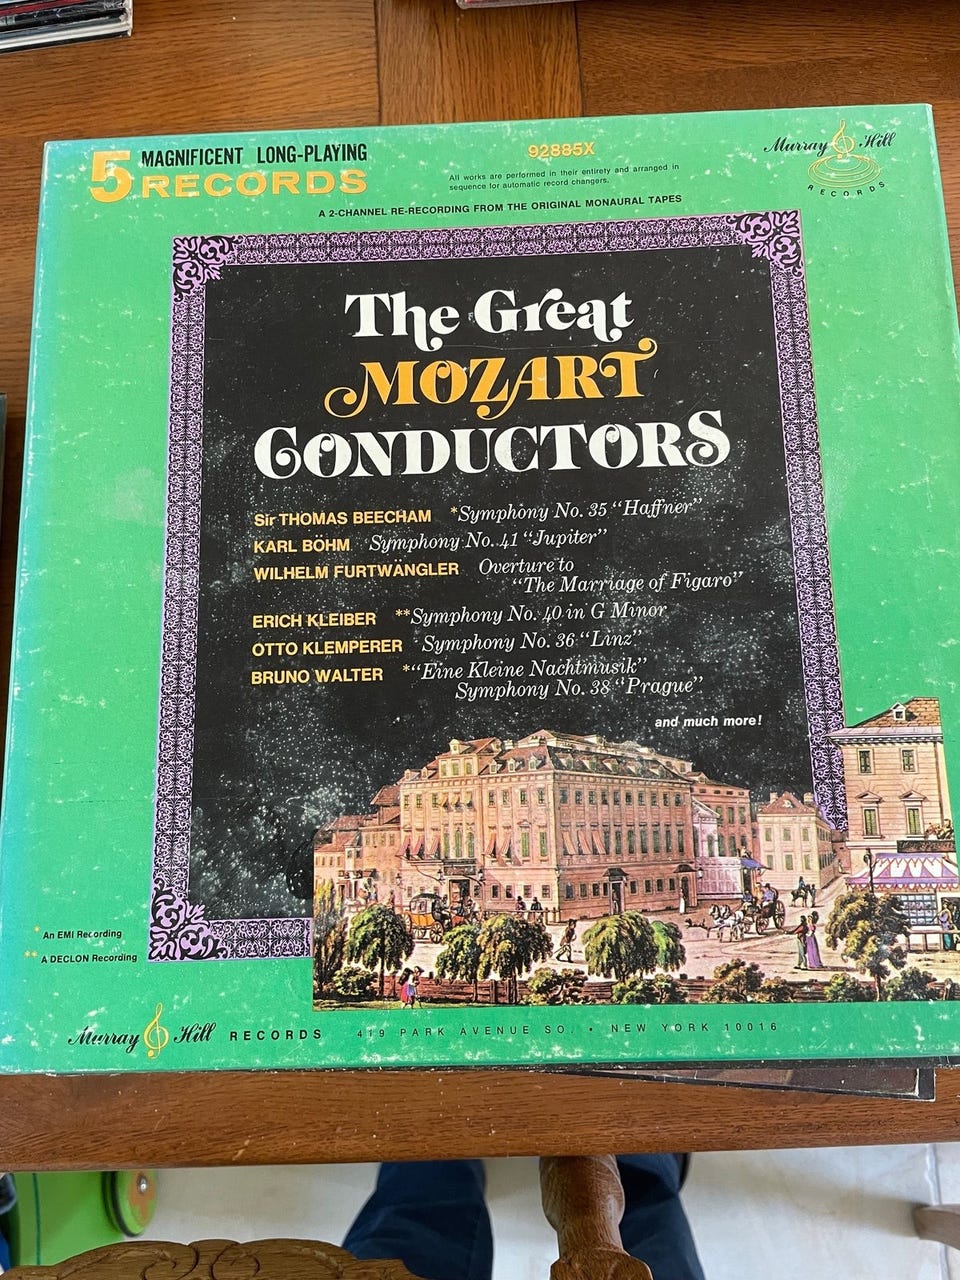 5 MAGNIFICENT LONG-PLAYING
RECORDS
92885X
All works are performed in their entirety and arranged in
sequence for automatic record changers.
Murray Hill
RECORDS
A 2-CHANNEL RE-RECORDING FROM THE ORIGINAL MONAURAL TAPES
The Great
MOZART
CONDUCTORS
Sir THOMAS BEECHAM *Symphony No. 35 “Haffner”
KARL BÖHM Symphony No. 41 “Jupiter”
WILHELM FURTWÄNGLER Overture to
“The Marriage of Figaro”
ERICH KLEIBER **Symphony No. 40 in G Minor
OTTO KLEMPERER Symphony No. 36 “Linz”
BRUNO WALTER *“Eine Kleine Nachtmusik”
Symphony No. 38 “Prague”
and much more!
* An EMI Recording
** A DECLON Recording
Murray Hill RECORDS 419 PARK AVENUE SO. • NEW YORK 10016